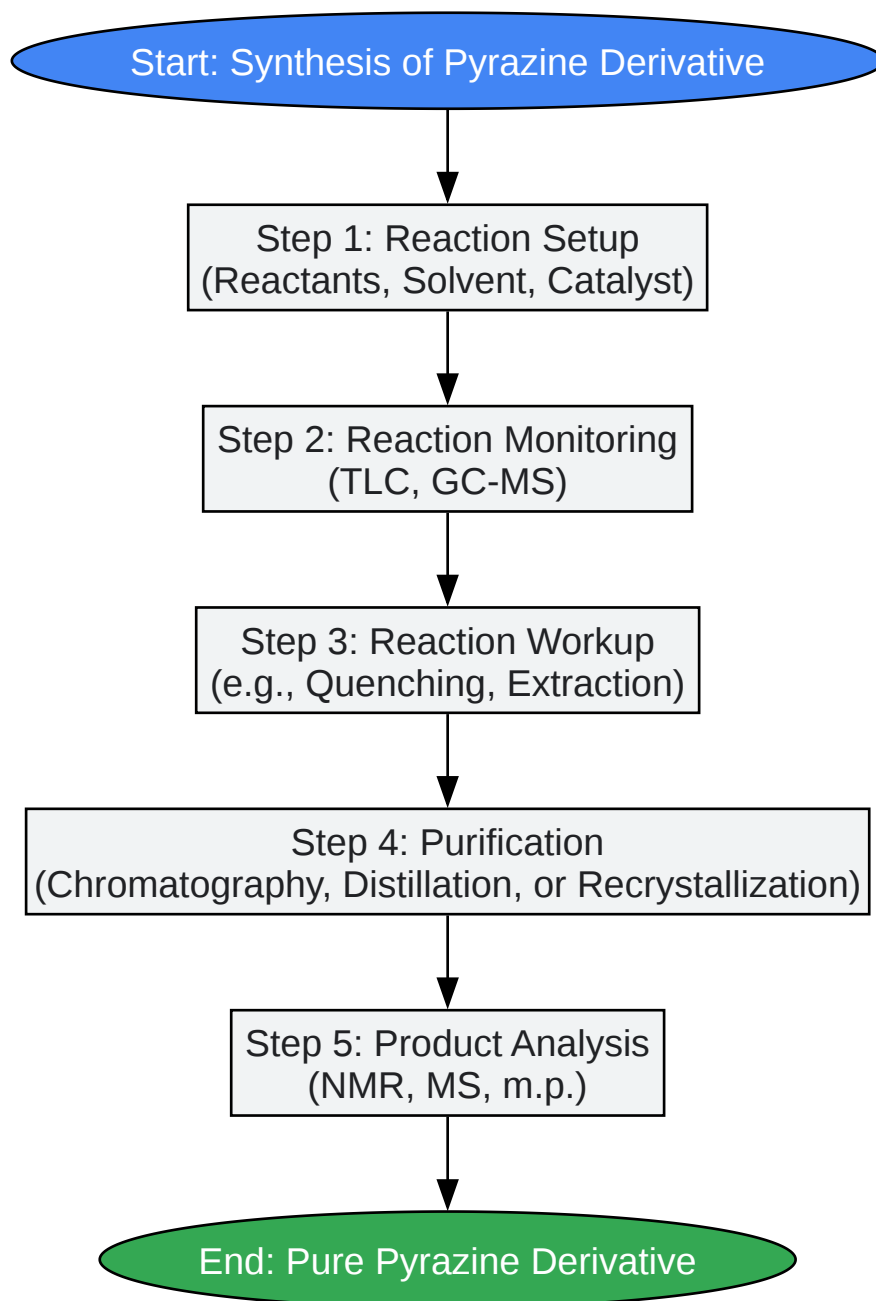 Start: Synthesis of Pyrazine Derivative
Step 1: Reaction Setup
(Reactants, Solvent, Catalyst)
Step 2: Reaction Monitoring
(TLC, GC-MS)
Step 3: Reaction Workup
(e.g., Quenching, Extraction)
Step 4: Purification
(Chromatography, Distillation, or Recrystallization)
Step 5: Product Analysis
(NMR, MS, m.p.)
End: Pure Pyrazine Derivative